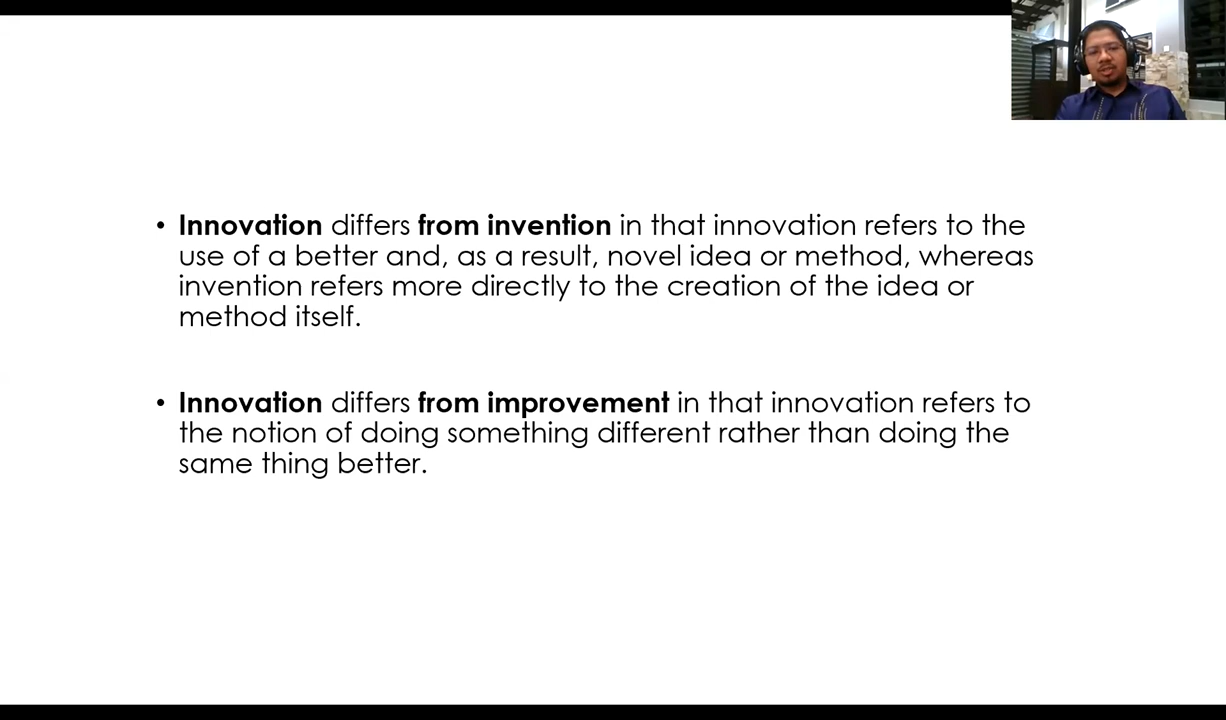 • Innovation differs from invention in that innovation refers to the
use of a better and, as a result, novel idea or method, whereas
invention refers more directly to the creation of the idea or
method itself.
• Innovation differs from improvement in that innovation refers to
the notion of doing something different rather than doing the
same thing better.